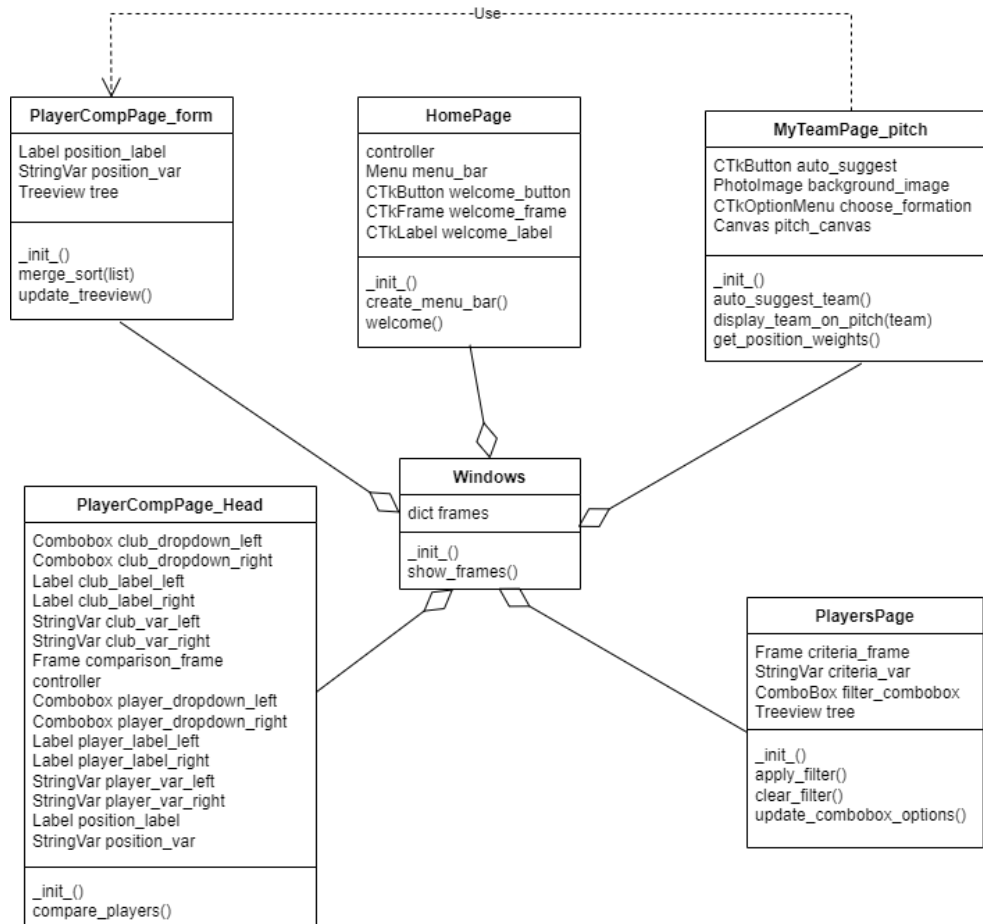 Use
PlayerCompPage_form
Label position_label
StringVar position_var
Treeview tree
_init_()
merge_sort(list)
update_treeview()
HomePage
controller
Menu menu_bar
CTkButton welcome_button
CTkFrame welcome_frame
CTkLabel welcome_label
_init_()
create_menu_bar()
welcome()
MyTeamPage_pitch
CTkButton auto_suggest
PhotoImage background_image
CTkOptionMenu choose_formation
Canvas pitch_canvas
_init_()
auto_suggest_team()
display_team_on_pitch(team)
get_position_weights()
Windows
dict frames
_init_()
show_frames()
PlayerCompPage_Head
Combobox club_dropdown_left
Combobox club_dropdown_right
Label club_label_left
Label club_label_right
StringVar club_var_left
StringVar club_var_right
Frame comparison_frame
controller
Combobox player_dropdown_left
Combobox player_dropdown_right
Label player_label_left
Label player_label_right
StringVar player_var_left
StringVar player_var_right
Label position_label
StringVar position_var
_init_()
compare_players()
PlayersPage
Frame criteria_frame
StringVar criteria_var
ComboBox filter_combobox
Treeview tree
_init_()
apply_filter()
clear_filter()
update_combobox_options()